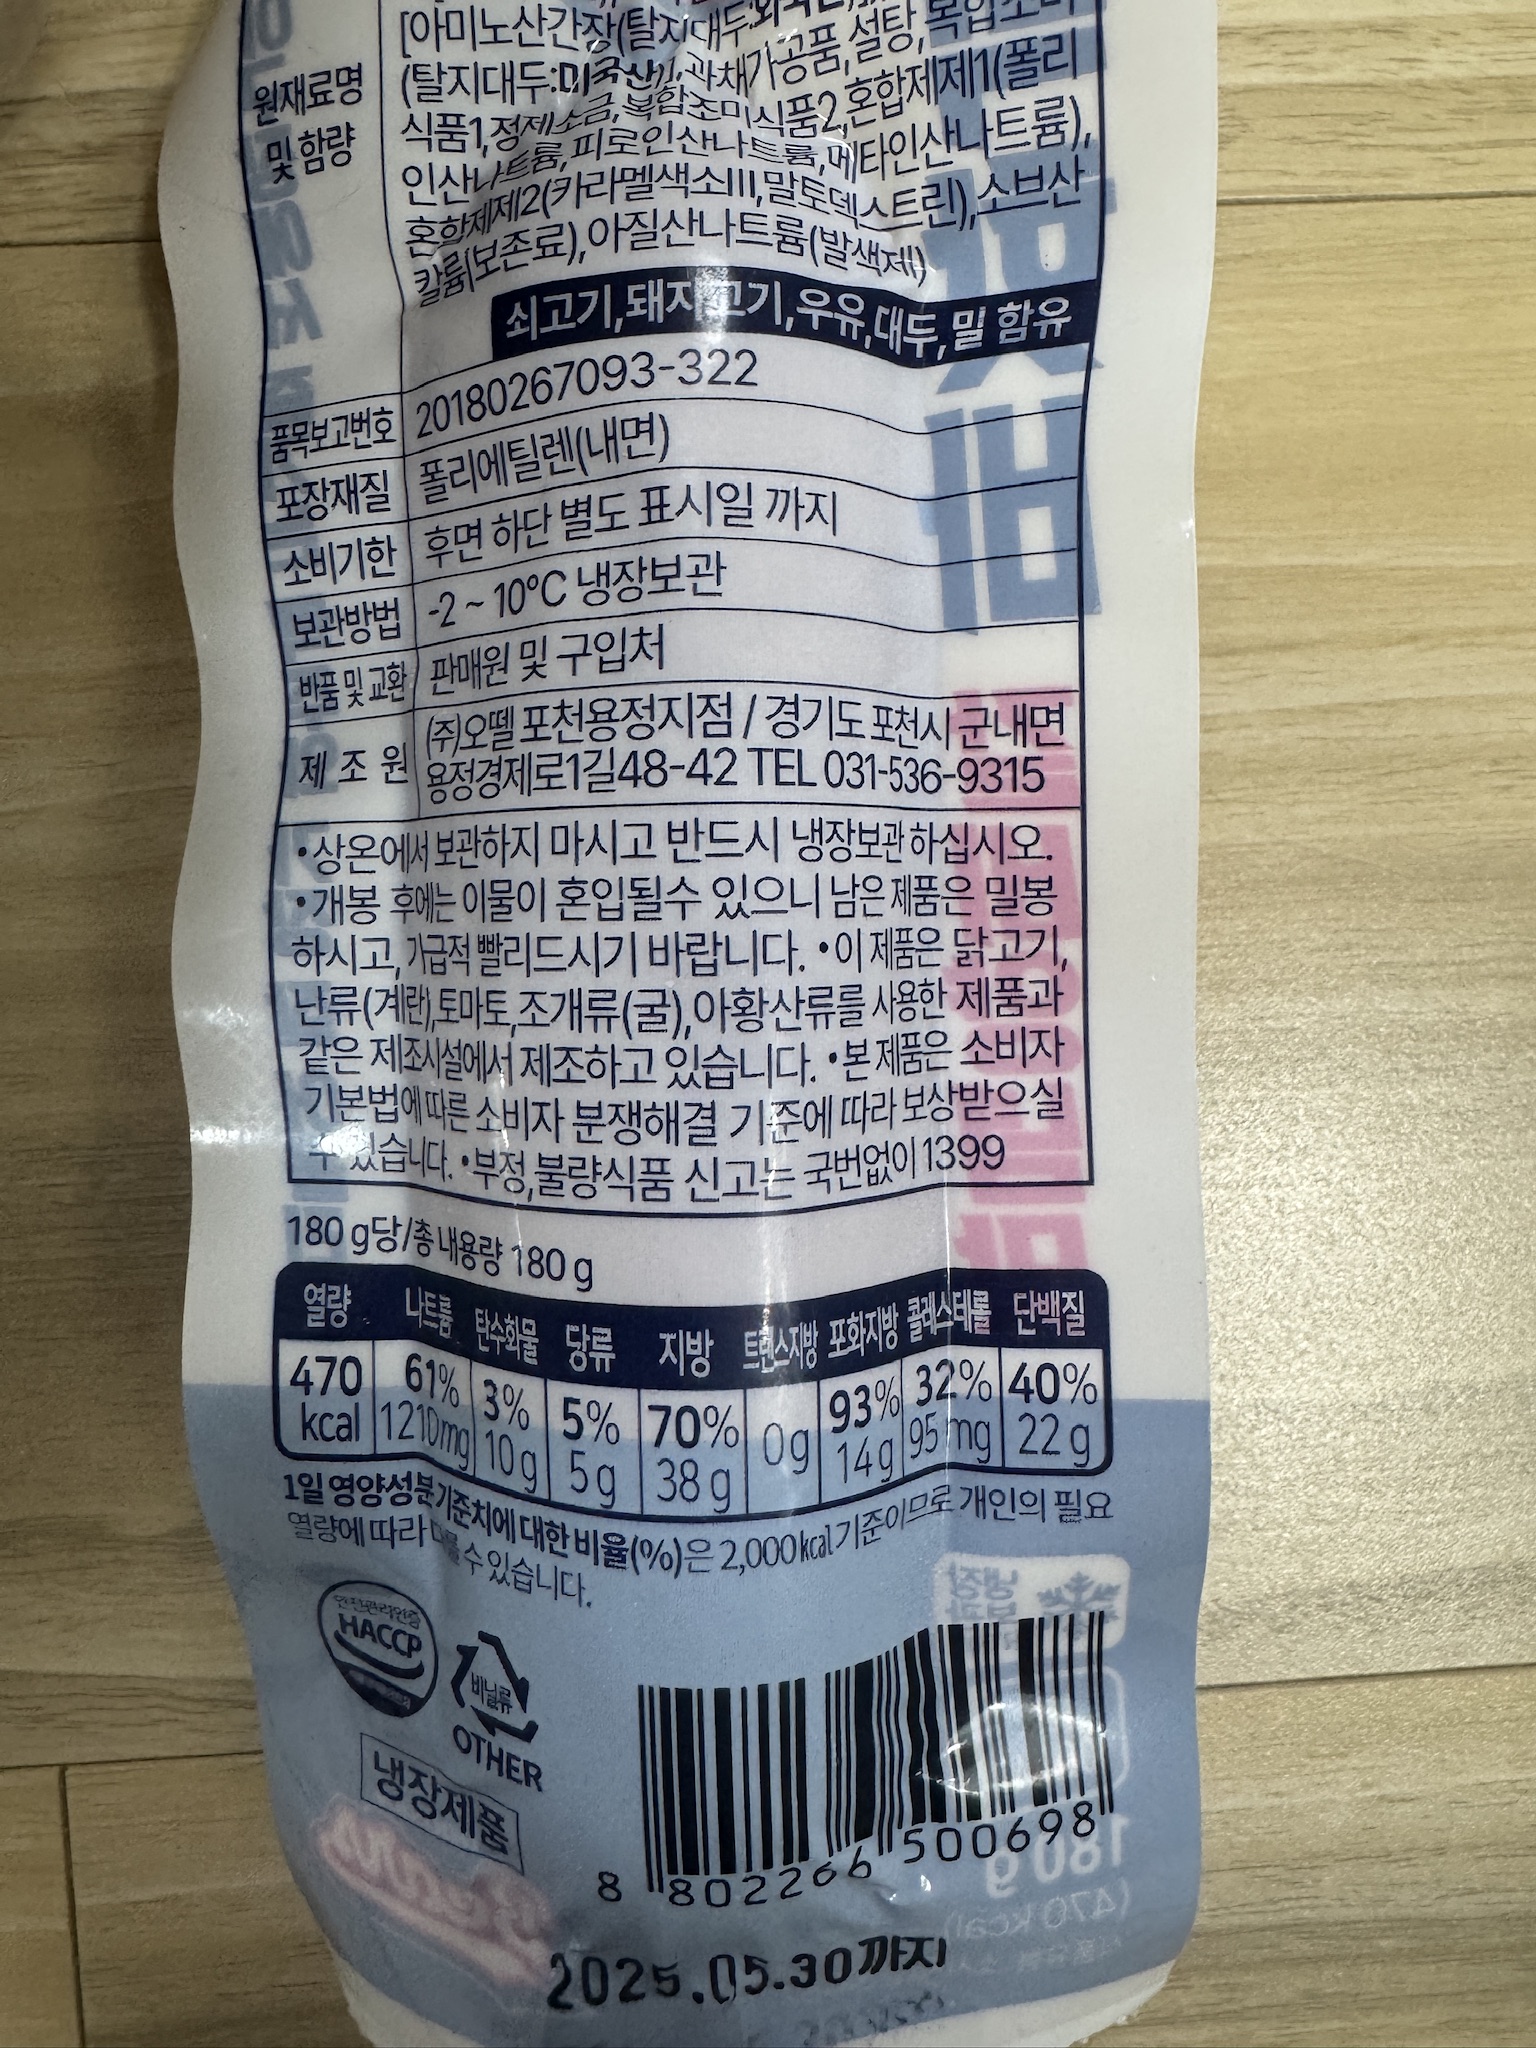 [아미노산간장(탈지대두
원재료명
및 함량
(탈지대두:미국산)],과채가공품,설탕,복합조미
식품1,정제소금,복합조미식품2,혼합제제1(폴리
인산나트륨,피로인산나트륨,메타인산나트륨),
혼합제제2(카라멜색소III,말토덱스트린),소브산
칼륨(보존료),아질산나트륨(발색제)
쇠고기,돼지고기,우유,대두,밀 함유
품목보고번호 20180267093-322
포장재질 폴리에틸렌(내면)
소비기한 후면 하단 별도 표시일 까지
보관방법 -2 ~ 10℃ 냉장보관
반품 및 교환 판매원 및 구입처
제 조 원 (주)오뗄 포천용정지점 / 경기도 포천시 군내면
용정경제로1길48-42 TEL 031-536-9315
•상온에서 보관하지 마시고 반드시 냉장보관 하십시오.
•개봉 후에는 이물이 혼입될수 있으니 남은 제품은 밀봉
하시고, 가급적 빨리드시기 바랍니다. •이 제품은 닭고기,
난류(계란),토마토,조개류(굴),아황산류를 사용한 제품과
같은 제조시설에서 제조하고 있습니다. •본 제품은 소비자
기본법에 따른 소비자 분쟁해결 기준에 따라 보상받으실
수 있습니다. •부정,불량식품 신고는 국번없이 1399
180 g당/총 내용량 180 g
열량 나트륨 탄수화물 당류 지방 트랜스지방 포화지방 콜레스테롤 단백질
470 61% 3% 5% 70% 93% 32% 40%
kcal 1210mg 10g 5g 38g 0g 14g 95mg 22g
1일 영양성분기준치에 대한 비율(%)은 2,000kcal 기준이므로 개인의 필요
열량에 따라 다를 수 있습니다.
안전관리인증
HACCP
비닐류
OTHER
냉장제품
8 802266 500698
2025.05.30까지